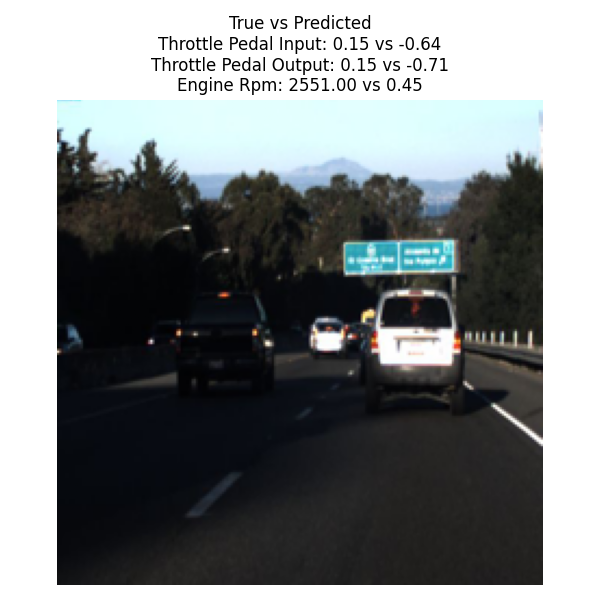 True vs Predicted
Throttle Pedal Input: 0.15 vs -0.64
Throttle Pedal Output: 0.15 vs -0.71
Engine Rpm: 2551.00 vs 0.45